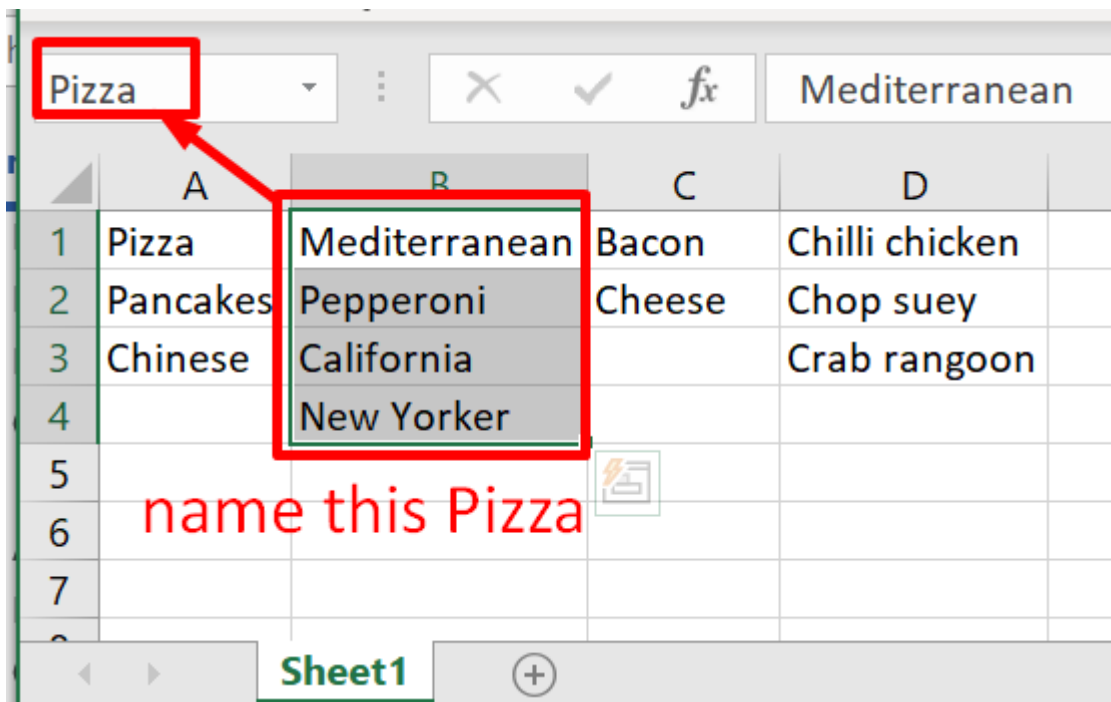 Pizza fx Mediterranean
A B C D
1 Pizza Mediterranean Bacon Chilli chicken
2 Pancakes Pepperoni Cheese Chop suey
3 Chinese California Crab rangoon
4 New Yorker
5
6
7
name this Pizza
Sheet1